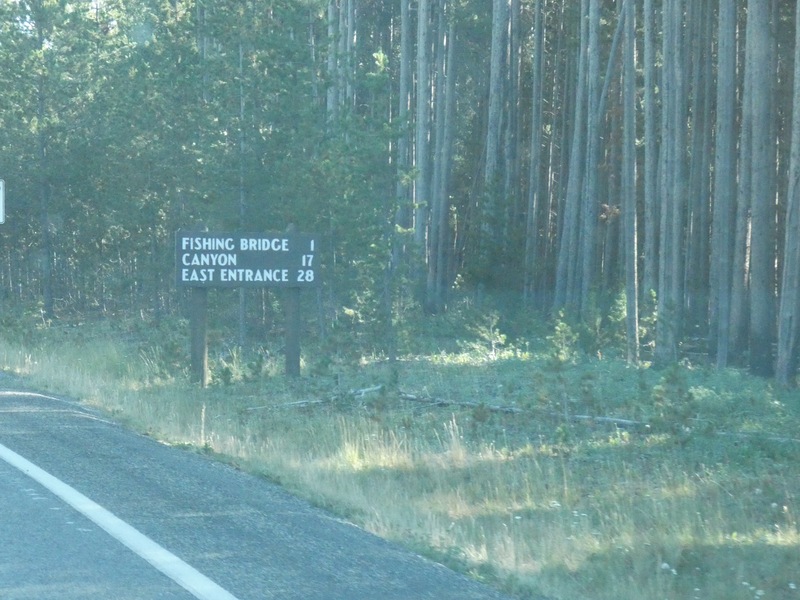 FISHING BRIDGE 1
CANYON 17
EAST ENTRANCE 28